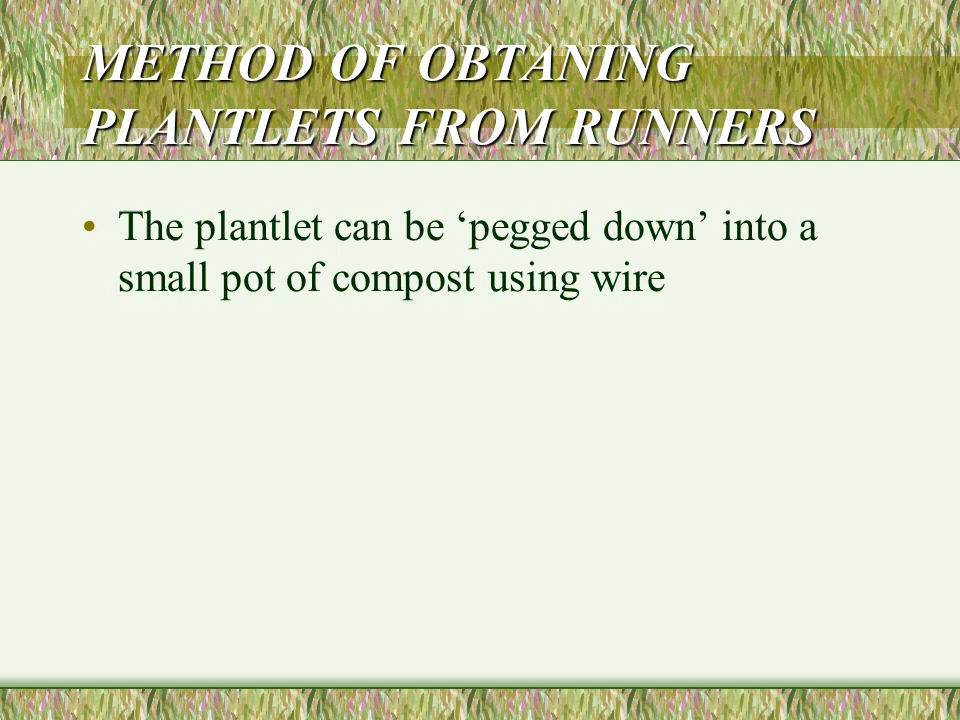 METHOD OF OBTANING
PLANTLETS FROM RUNNERS
• The plantlet can be ‘pegged down’ into a
small pot of compost using wire